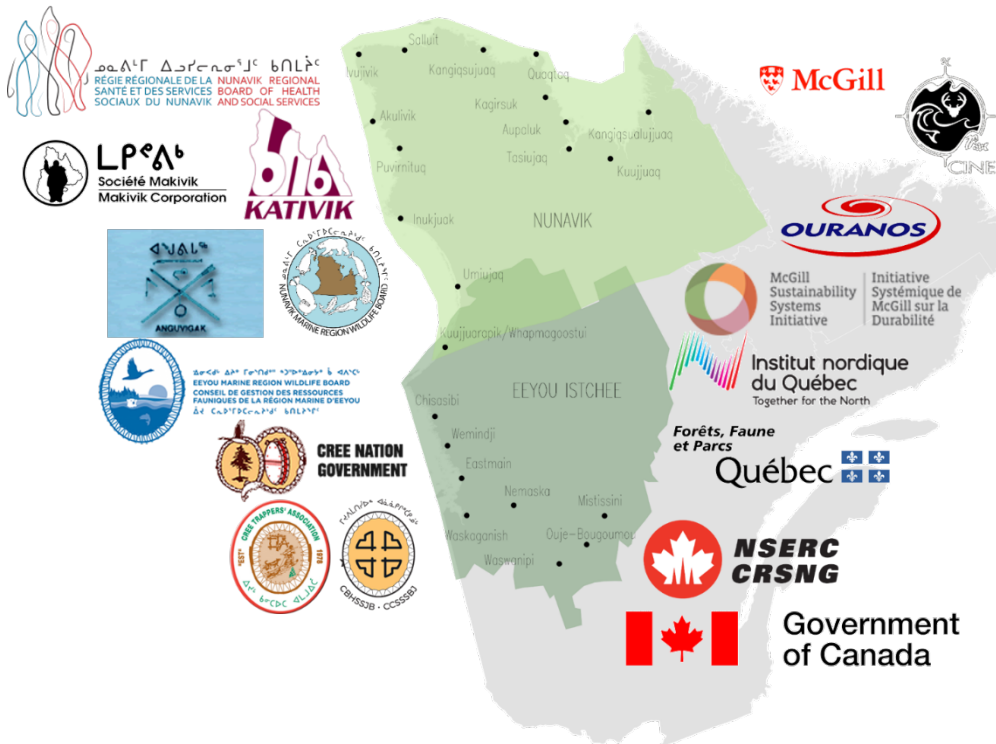 RÉGIE RÉGIONALE DE LA
SANTÉ ET DES SERVICES
SOCIAUX DU NUNAVIK
NUNAVIK REGIONAL
BOARD OF HEALTH
AND SOCIAL SERVICES
ᒪᑭᕝᕕᒃ
Société Makivik
Makivik Corporation
KATIVIK
ANGUVIGAK
NUNAVIK MARINE REGION WILDLIFE BOARD
EEYOU MARINE REGION WILDLIFE BOARD
CONSEIL DE GESTION DES RESSOURCES
FAUNIQUES DE LA RÉGION MARINE D'EEYOU
CREE NATION
GOVERNMENT
CREE TRAPPERS' ASSOCIATION
"EST"
1978
CBHSSJB · CCSSSBJ
Salluit
Ivujivik
Kangiqsujuaq
Quaqtaq
Kagirsuk
Akulivik
Aupaluk
Kangiqsualujjuaq
Puvirnituq
Tasiujaq
Kuujjuaq
Inukjuak
NUNAVIK
Umiujaq
Kuujjuarapik/Whapmagoostui
EEYOU ISTCHEE
Chisasibi
Wemindji
Eastmain
Nemaska
Mistissini
Waskaganish
Ouje-Bougoumou
Waswanipi
McGill
CINE
OURANOS
McGill
Sustainability
Systems
Initiative
Initiative
Systémique de
McGill sur la
Durabilité
Institut nordique
du Québec
Together for the North
Forêts, Faune
et Parcs
Québec
NSERC
CRSNG
Government
of Canada